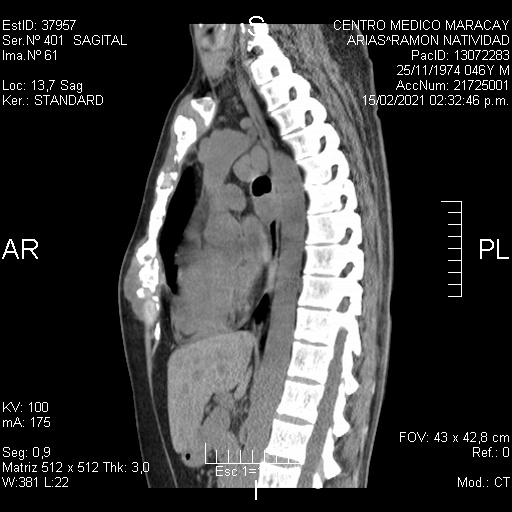 EstID: 37957
Ser.Nº 401 SAGITAL
Ima.Nº 61
Loc: 13,7 Sag
Ker.: STANDARD
CENTRO MEDICO MARACAY
ARIAS^RAMON NATIVIDAD
PacID: 13072283
25/11/1974 046Y M
AccNum: 21725001
15/02/2021 02:32:46 p.m.
AR
PL
KV: 100
mA: 175
Seg: 0,9
Matriz 512 x 512 Thk: 3,0
W:381 L:22
Esc 1=
FOV: 43 x 42,8 cm
Ref.: 0
Mod.: CT